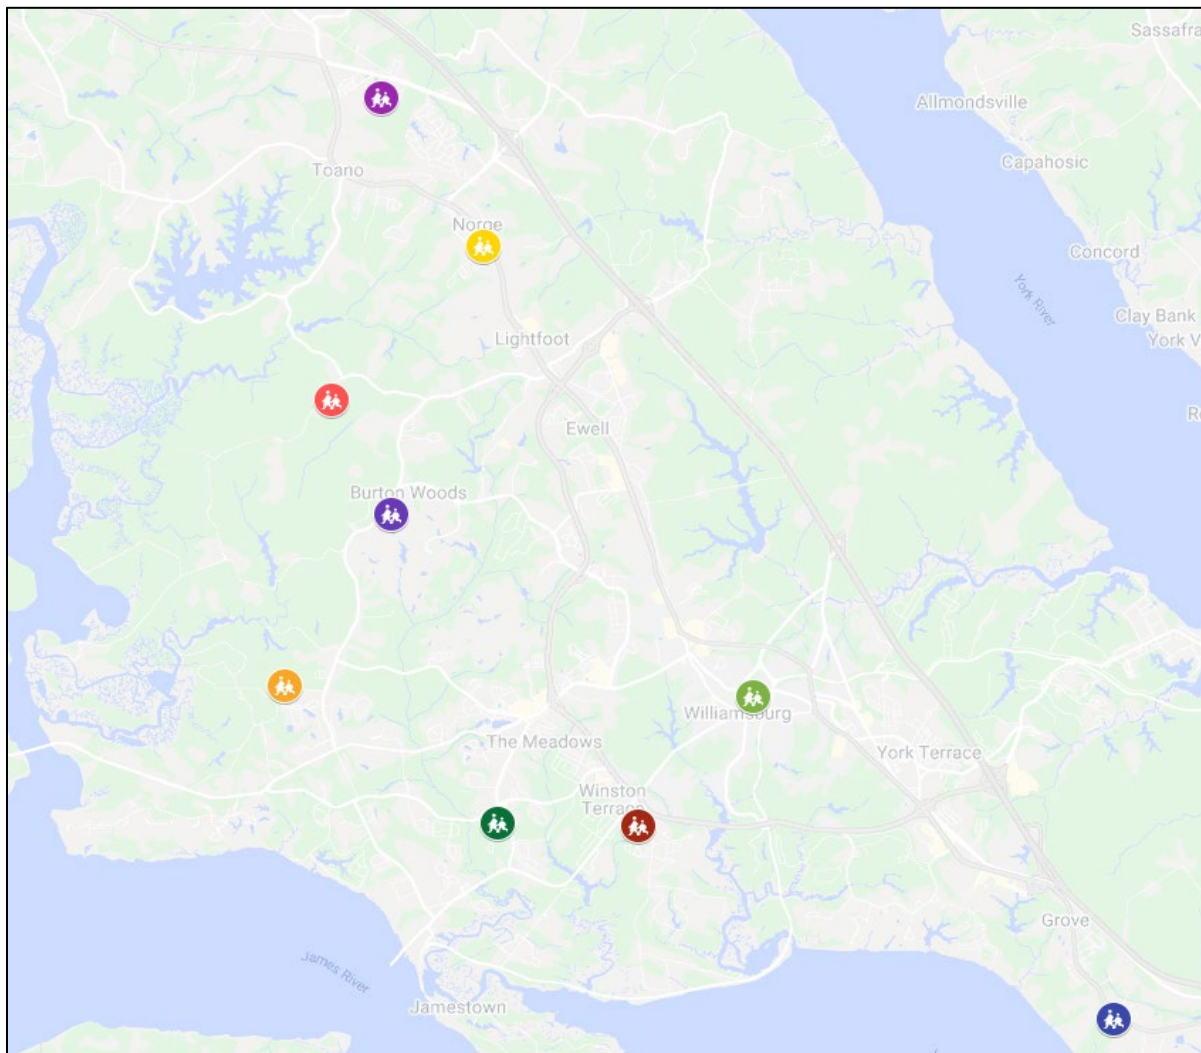 Sassafra
Allmondsville
Capahosic
Toano
Norge
Concord
York River
Clay Bank
York V
Lightfoot
R
Ewell
Burton Woods
Williamsburg
The Meadows
York Terrace
Winston
Terrace
Grove
James River
Jamestown